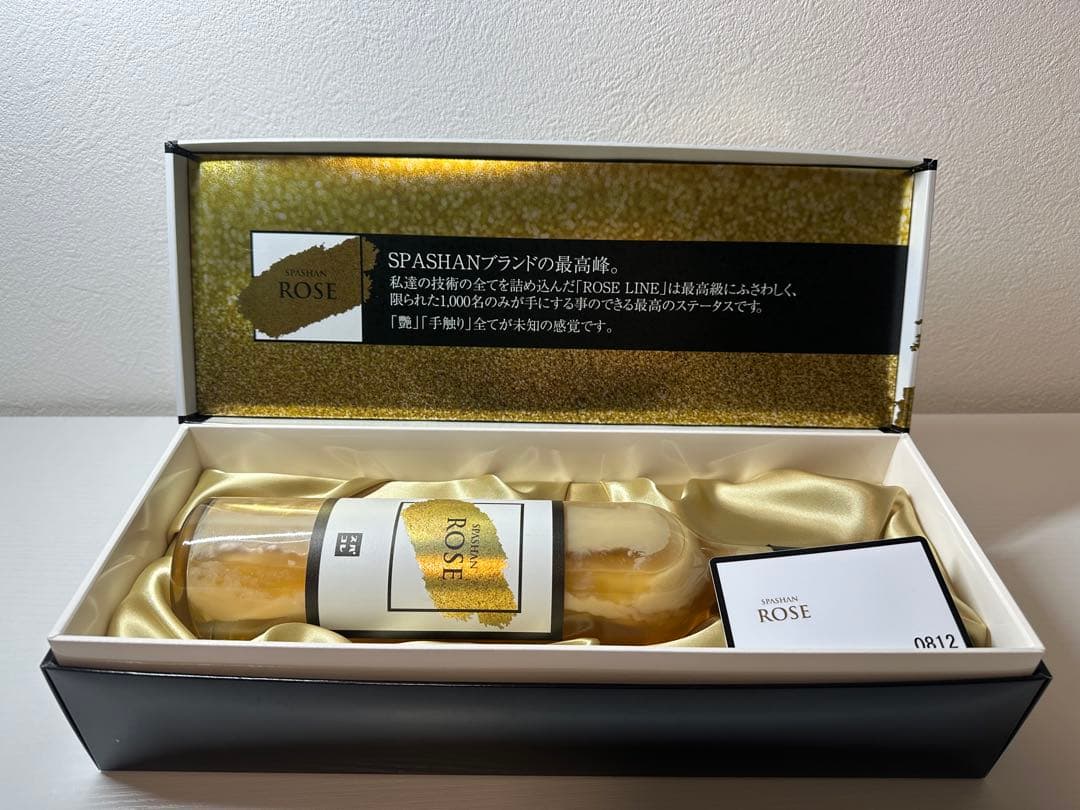 SPASHAN
ROSE
SPASHANブランドの最高峰。
私達の技術の全てを詰め込んだ「ROSE LINE」は最高級にふさわしく、
限られた1,000名のみが手にする事のできる最高のステータスです。
「艶」「手触り」全てが未知の感覚です。
スパコレ
SPASHAN
ROSE
SPASHAN
ROSE
0812